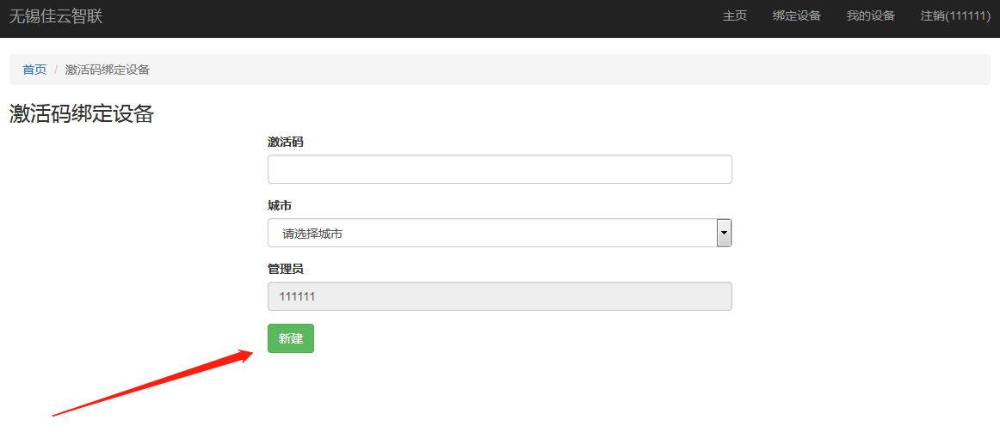 无锡佳云智联 主页 绑定设备 我的设备 注销(111111)
首页 / 激活码绑定设备
激活码绑定设备
激活码
城市
请选择城市
管理员
111111
新建